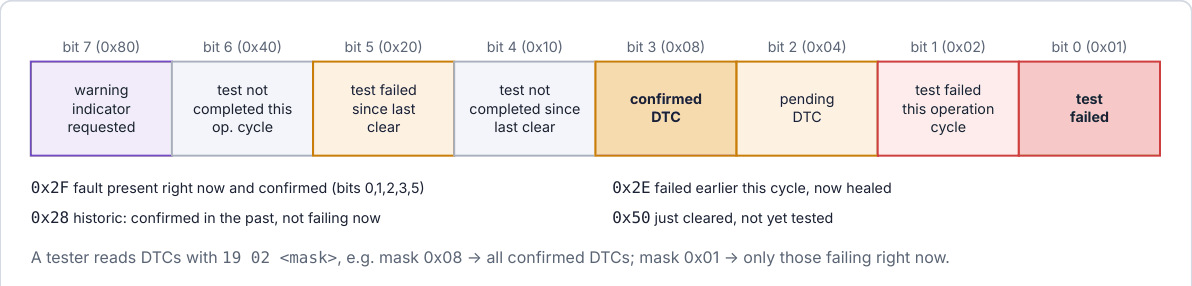 bit 7 (0x80) bit 6 (0x40) bit 5 (0x20) bit 4 (0x10) bit 3 (0x08) bit 2 (0x04) bit 1 (0x02) bit 0 (0x01)
warning
indicator
requested
test not
completed this
op. cycle
test failed
since last
clear
test not
completed since
last clear
confirmed
DTC
pending
DTC
test failed
this operation
cycle
test
failed
0x2F fault present right now and confirmed (bits 0,1,2,3,5)
0x2E failed earlier this cycle, now healed
0x28 historic: confirmed in the past, not failing now
0x50 just cleared, not yet tested
A tester reads DTCs with 19 02 <mask>, e.g. mask 0x08 → all confirmed DTCs; mask 0x01 → only those failing right now.